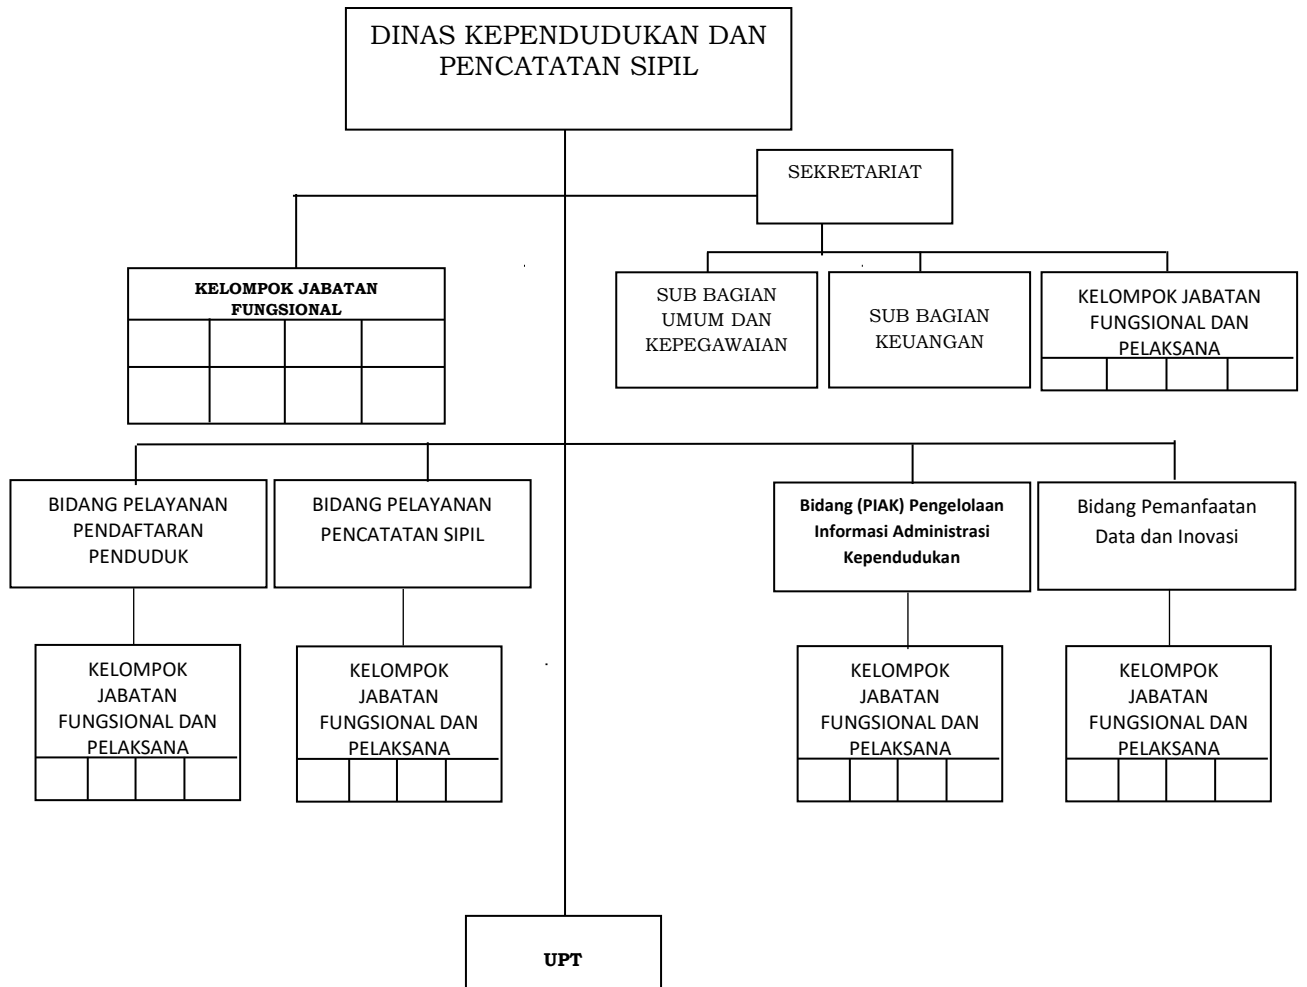 DINAS KEPENDUDUKAN DAN
PENCATATAN SIPIL
SEKRETARIAT
KELOMPOK JABATAN
FUNGSIONAL
SUB BAGIAN
UMUM DAN
KEPEGAWAIAN
SUB BAGIAN
KEUANGAN
KELOMPOK JABATAN
FUNGSIONAL DAN
PELAKSANA
BIDANG PELAYANAN
PENDAFTARAN
PENDUDUK
BIDANG PELAYANAN
PENCATATAN SIPIL
Bidang (PIAK) Pengelolaan
Informasi Administrasi
Kependudukan
Bidang Pemanfaatan
Data dan Inovasi
KELOMPOK
JABATAN
FUNGSIONAL DAN
PELAKSANA
KELOMPOK
JABATAN
FUNGSIONAL DAN
PELAKSANA
KELOMPOK
JABATAN
FUNGSIONAL DAN
PELAKSANA
KELOMPOK
JABATAN
FUNGSIONAL DAN
PELAKSANA
UPT